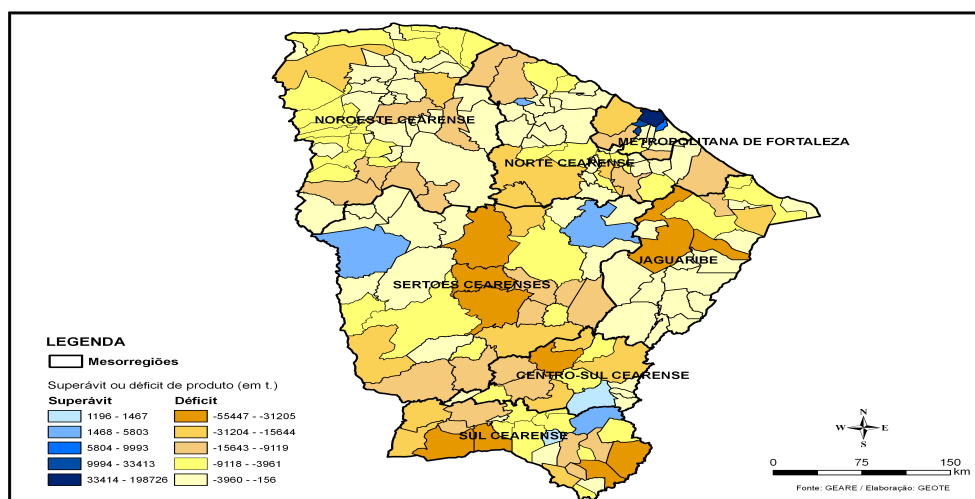 NOROESTE CEARENSE
METROPOLITANA DE FORTALEZA
NORTE CEARENSE
JAGUARIBE
SERTOES CEARENSES
CENTRO-SUL CEARENSE
SUL CEARENSE
LEGENDA
Mesorregiões
Superávit ou déficit de produto (em t.)
Superávit Déficit
1196 - 1467 -55447 - -31205
1468 - 5803 -31204 - -15644
5804 - 9993 -15643 - -9119
9994 - 33413 -9118 - -3961
33414 - 198726 -3960 - -156
N
W E
S
0 75 150
km
Fonte: GEARE / Elaboração: GEOTE